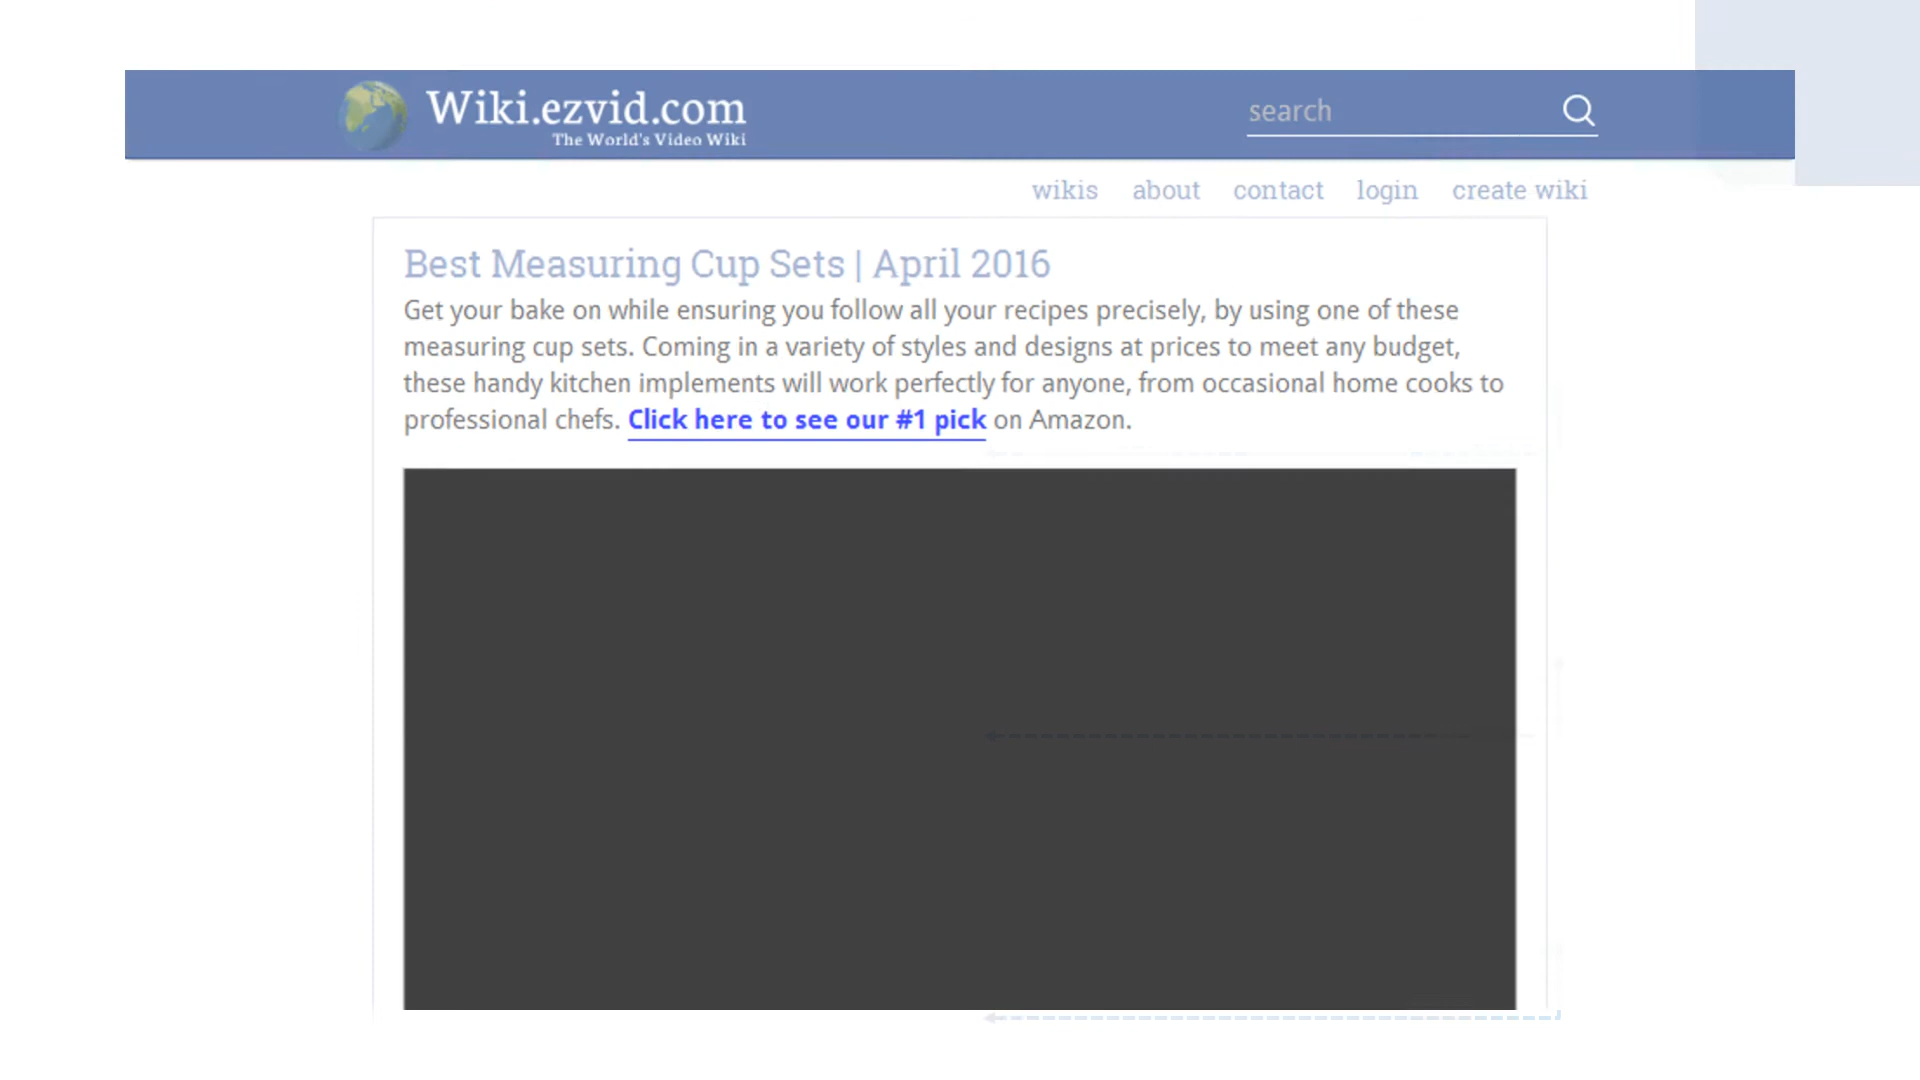 Wiki.ezvid.com
The World's Video Wiki
search
wikis about contact login create wiki
Best Measuring Cup Sets | April 2016
Get your bake on while ensuring you follow all your recipes precisely, by using one of these
measuring cup sets. Coming in a variety of styles and designs at prices to meet any budget,
these handy kitchen implements will work perfectly for anyone, from occasional home cooks to
professional chefs. Click here to see our #1 pick on Amazon.